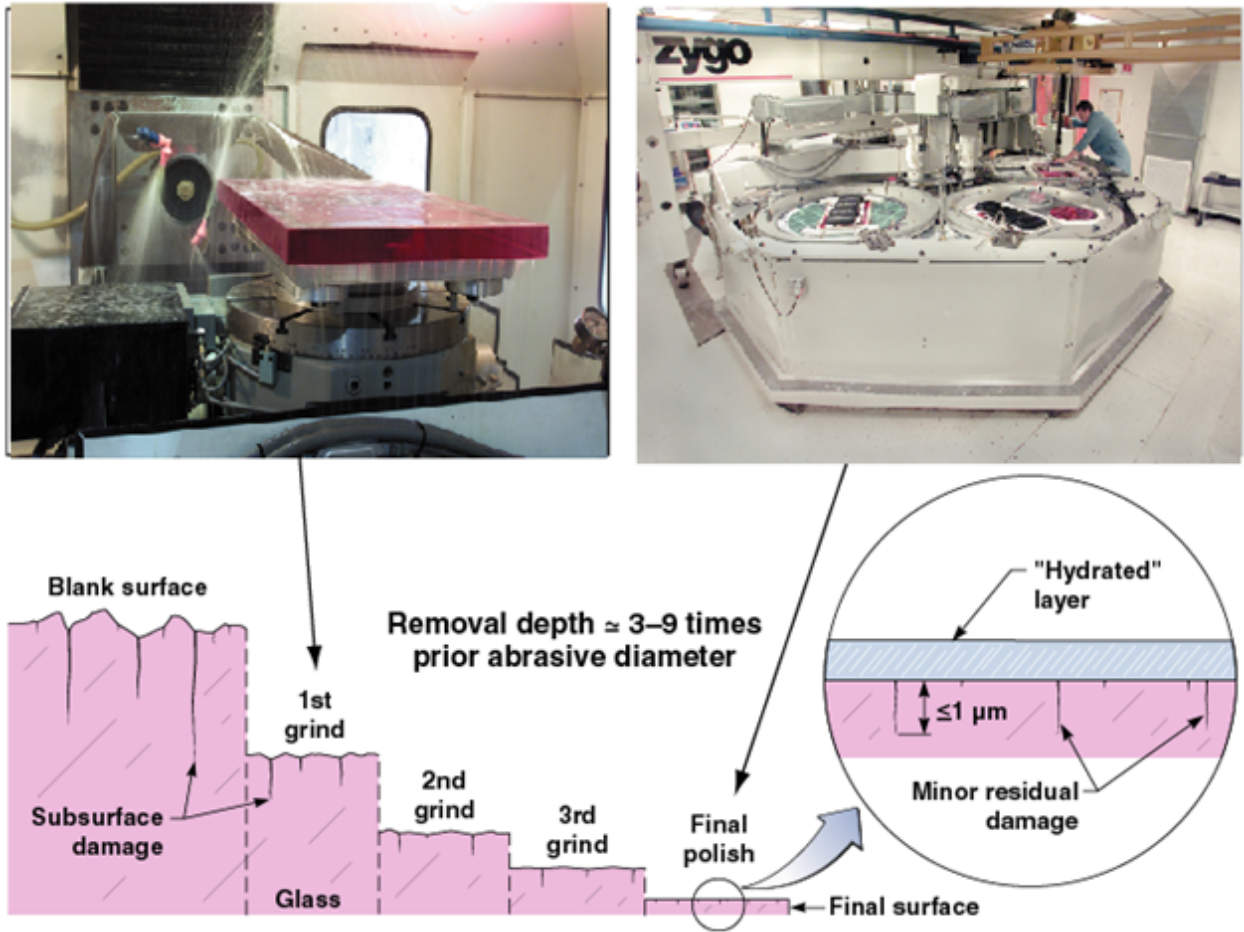 zygo
Blank surface
Removal depth ≃ 3–9 times
prior abrasive diameter
"Hydrated"
layer
1st
grind
≤1 μm
2nd
grind
3rd
grind
Final
polish
Minor residual
damage
Subsurface
damage
Glass
Final surface